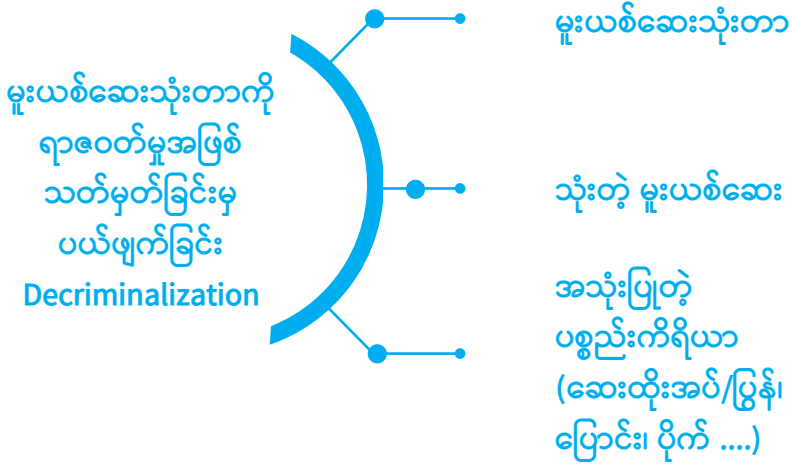 မူးယစ်ဆေးသုံးတာကို
ရာဇဝတ်မှုအဖြစ်
သတ်မှတ်ခြင်းမှ
ပယ်ဖျက်ခြင်း
Decriminalization
မူးယစ်ဆေးသုံးတာ
သုံးတဲ့ မူးယစ်ဆေး
အသုံးပြုတဲ့
ပစ္စည်းကိရိယာ
(ဆေးထိုးအပ်/ပြွန်၊
ပြောင်း၊ ပိုက် ....)